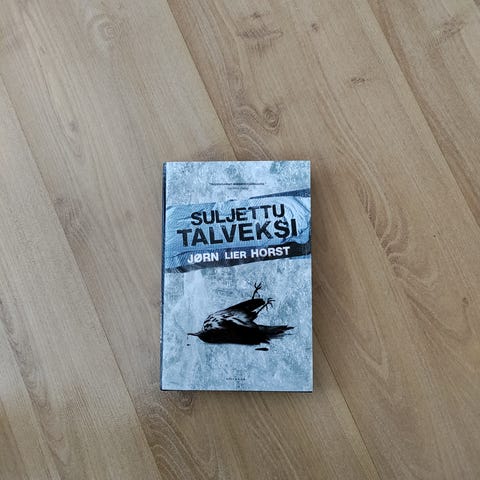 SULJETTU
TALVEKSI
JØRN LIER HORST